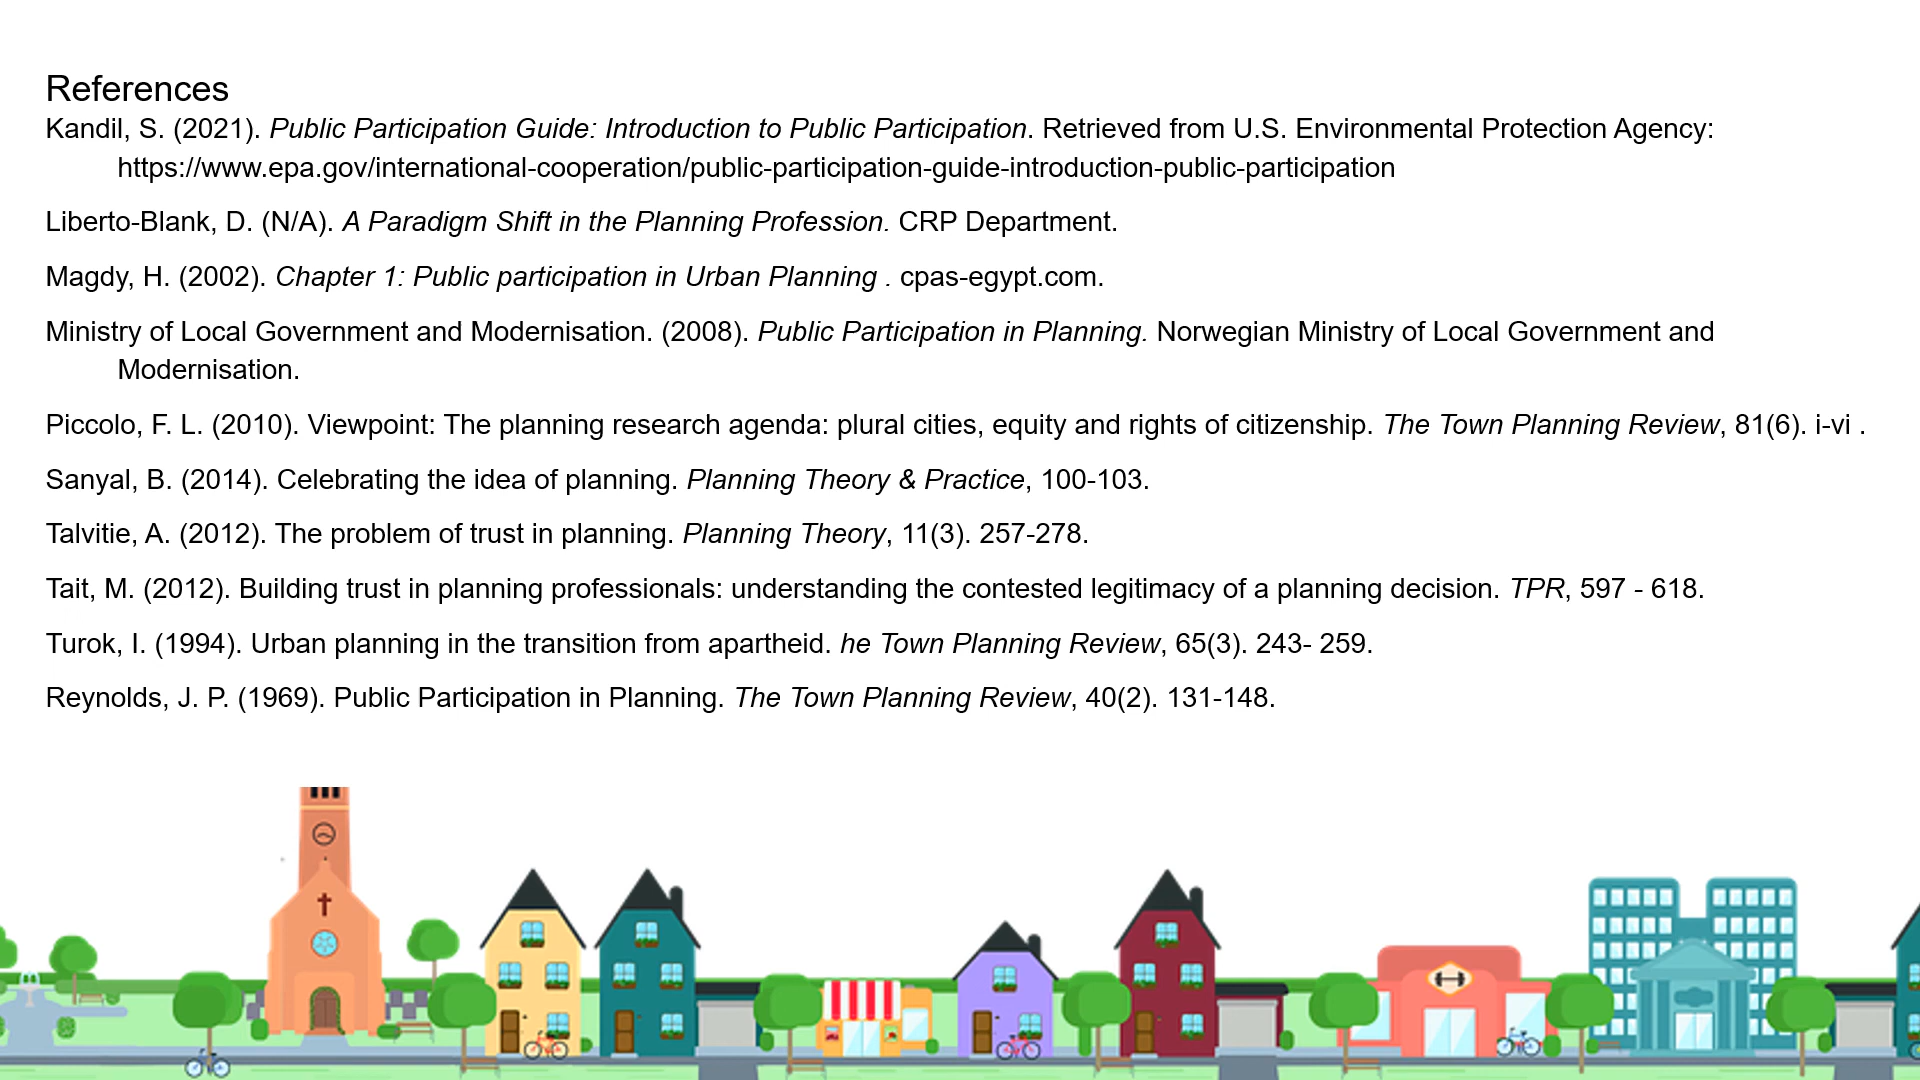 References
Kandil, S. (2021). Public Participation Guide: Introduction to Public Participation. Retrieved from U.S. Environmental Protection Agency:
https://www.epa.gov/international-cooperation/public-participation-guide-introduction-public-participation
Liberto-Blank, D. (N/A). A Paradigm Shift in the Planning Profession. CRP Department.
Magdy, H. (2002). Chapter 1: Public participation in Urban Planning . cpas-egypt.com.
Ministry of Local Government and Modernisation. (2008). Public Participation in Planning. Norwegian Ministry of Local Government and
Modernisation.
Piccolo, F. L. (2010). Viewpoint: The planning research agenda: plural cities, equity and rights of citizenship. The Town Planning Review, 81(6). i-vi .
Sanyal, B. (2014). Celebrating the idea of planning. Planning Theory & Practice, 100-103.
Talvitie, A. (2012). The problem of trust in planning. Planning Theory, 11(3). 257-278.
Tait, M. (2012). Building trust in planning professionals: understanding the contested legitimacy of a planning decision. TPR, 597 - 618.
Turok, I. (1994). Urban planning in the transition from apartheid. he Town Planning Review, 65(3). 243- 259.
Reynolds, J. P. (1969). Public Participation in Planning. The Town Planning Review, 40(2). 131-148.